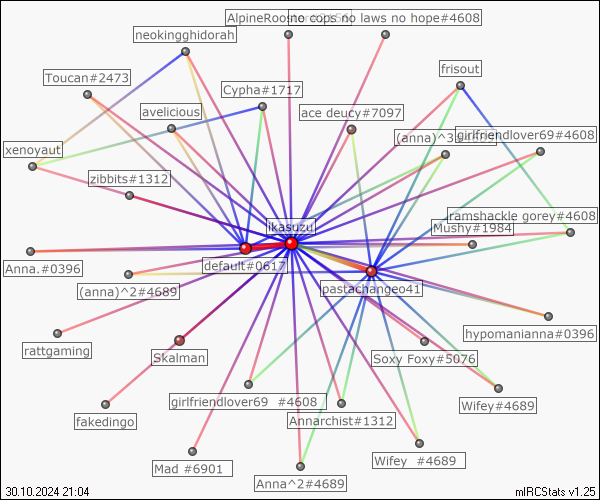 AlpineRooste
no cops no laws no hope#4608
neokingghidorah
frisout
Toucan#2473
Cypha#1717
avelicious
ace deucy#7097
(anna)^3
girlfriendlover69#4608
xenoyaut
zibbits#1312
ikasuzu
ramshackle gorey#4608
Mushy#1984
Anna.#0396
default#0617
(anna)^2#4689
pastachangeo41
hypomanianna#0396
rattgaming
Skalman
Soxy Foxy#5076
girlfriendlover69 #4608
Wifey#4689
fakedingo
Annarchist#1312
Mad #6901
Wifey #4689
Anna^2#4689
30.10.2024 21:04
mIRCStats v1.25